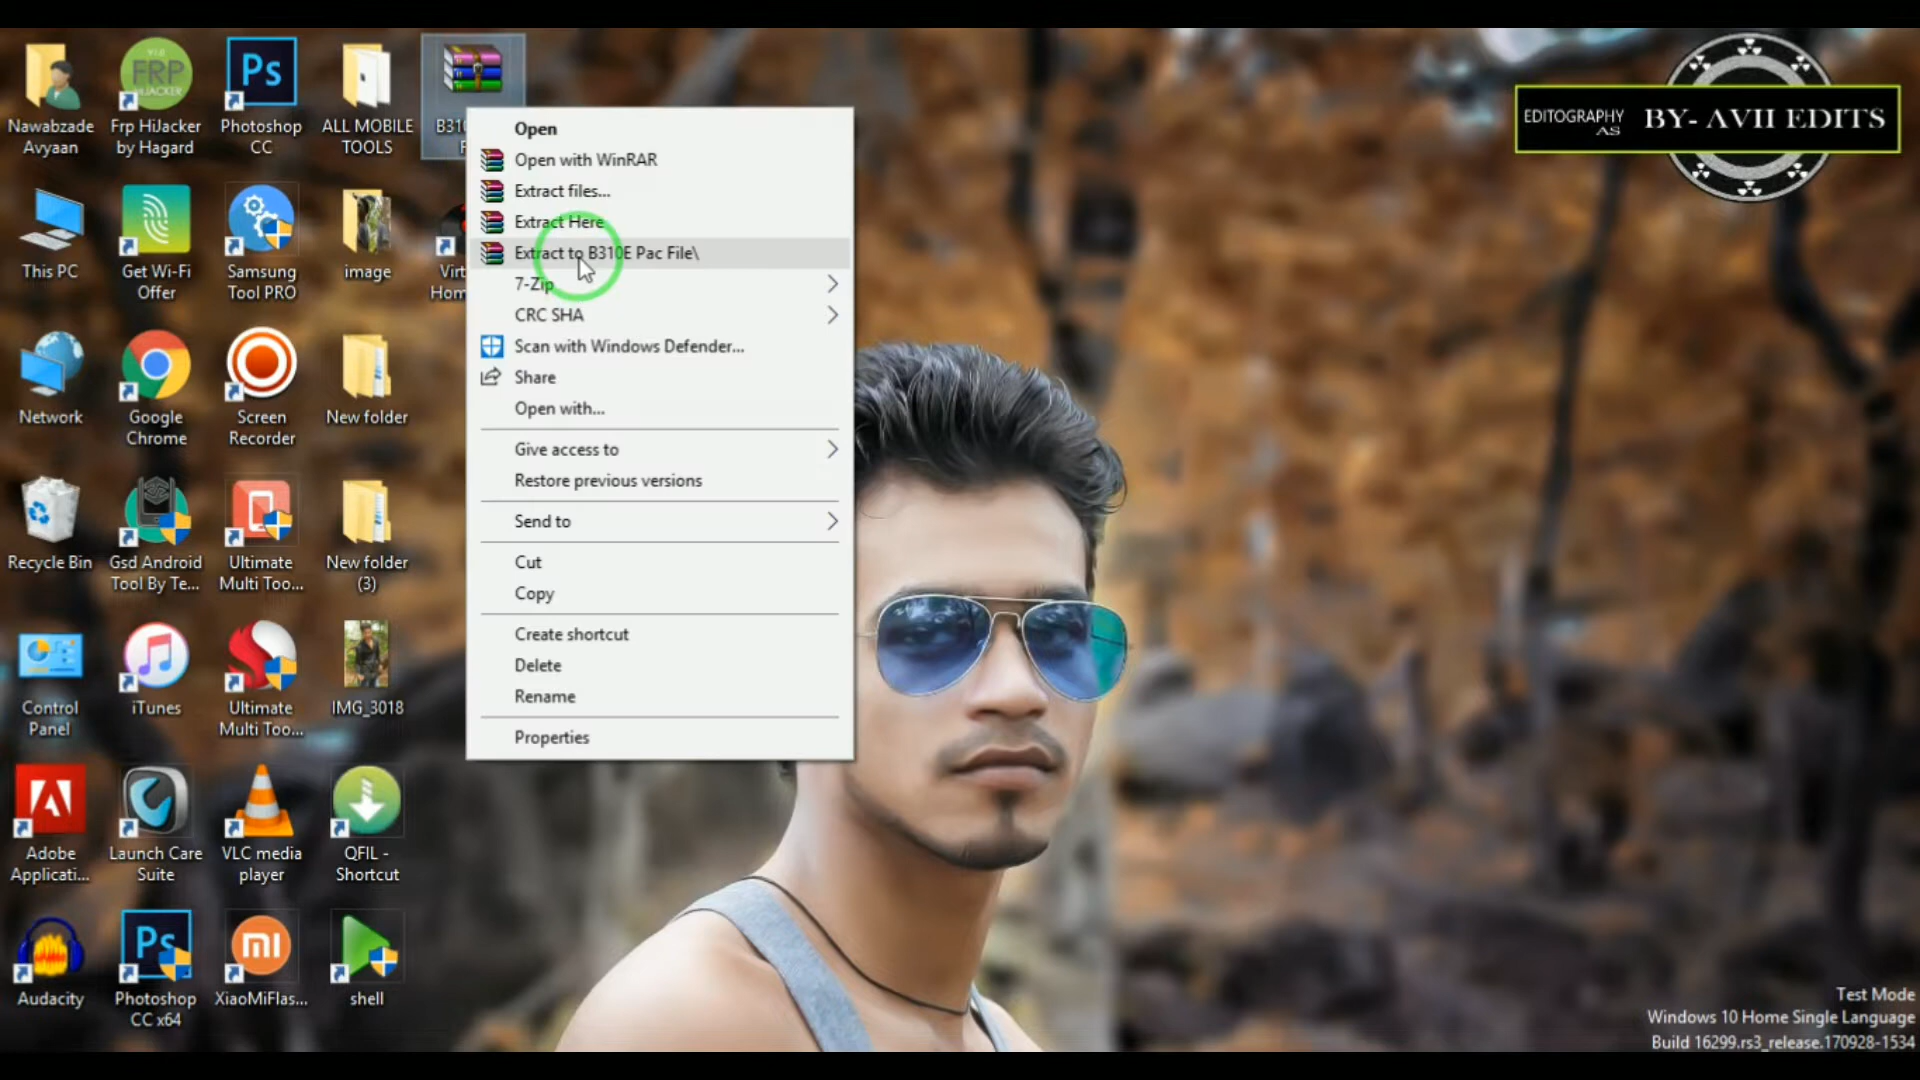 Nawabzade
Avyaan
V1.0
FRP
HIJACKER
Frp HiJacker
by Hagard
Ps
Photoshop
CC
ALL MOBILE
TOOLS
This PC
Get Wi-Fi
Offer
Samsung
Tool PRO
image
Network
Google
Chrome
Screen
Recorder
New folder
Recycle Bin
Gsd Android
Tool By Te...
Ultimate
Multi Too...
New folder
(3)
Control
Panel
iTunes
Ultimate
Multi Too...
IMG_3018
Adobe
Applicati...
Launch Care
Suite
VLC media
player
QFIL -
Shortcut
Audacity
Ps
Photoshop
CC x64
XiaoMiFlas...
shell
Open
Open with WinRAR
Extract files...
Extract Here
Extract to B310E Pac File\
7-Zip
CRC SHA
Scan with Windows Defender...
Share
Open with...
Give access to
Restore previous versions
Send to
Cut
Copy
Create shortcut
Delete
Rename
Properties
EDITOGRAPHY
AS
BY- AVII EDITS
Test Mode
Windows 10 Home Single Language
Build 16299.rs3_release.170928-1534